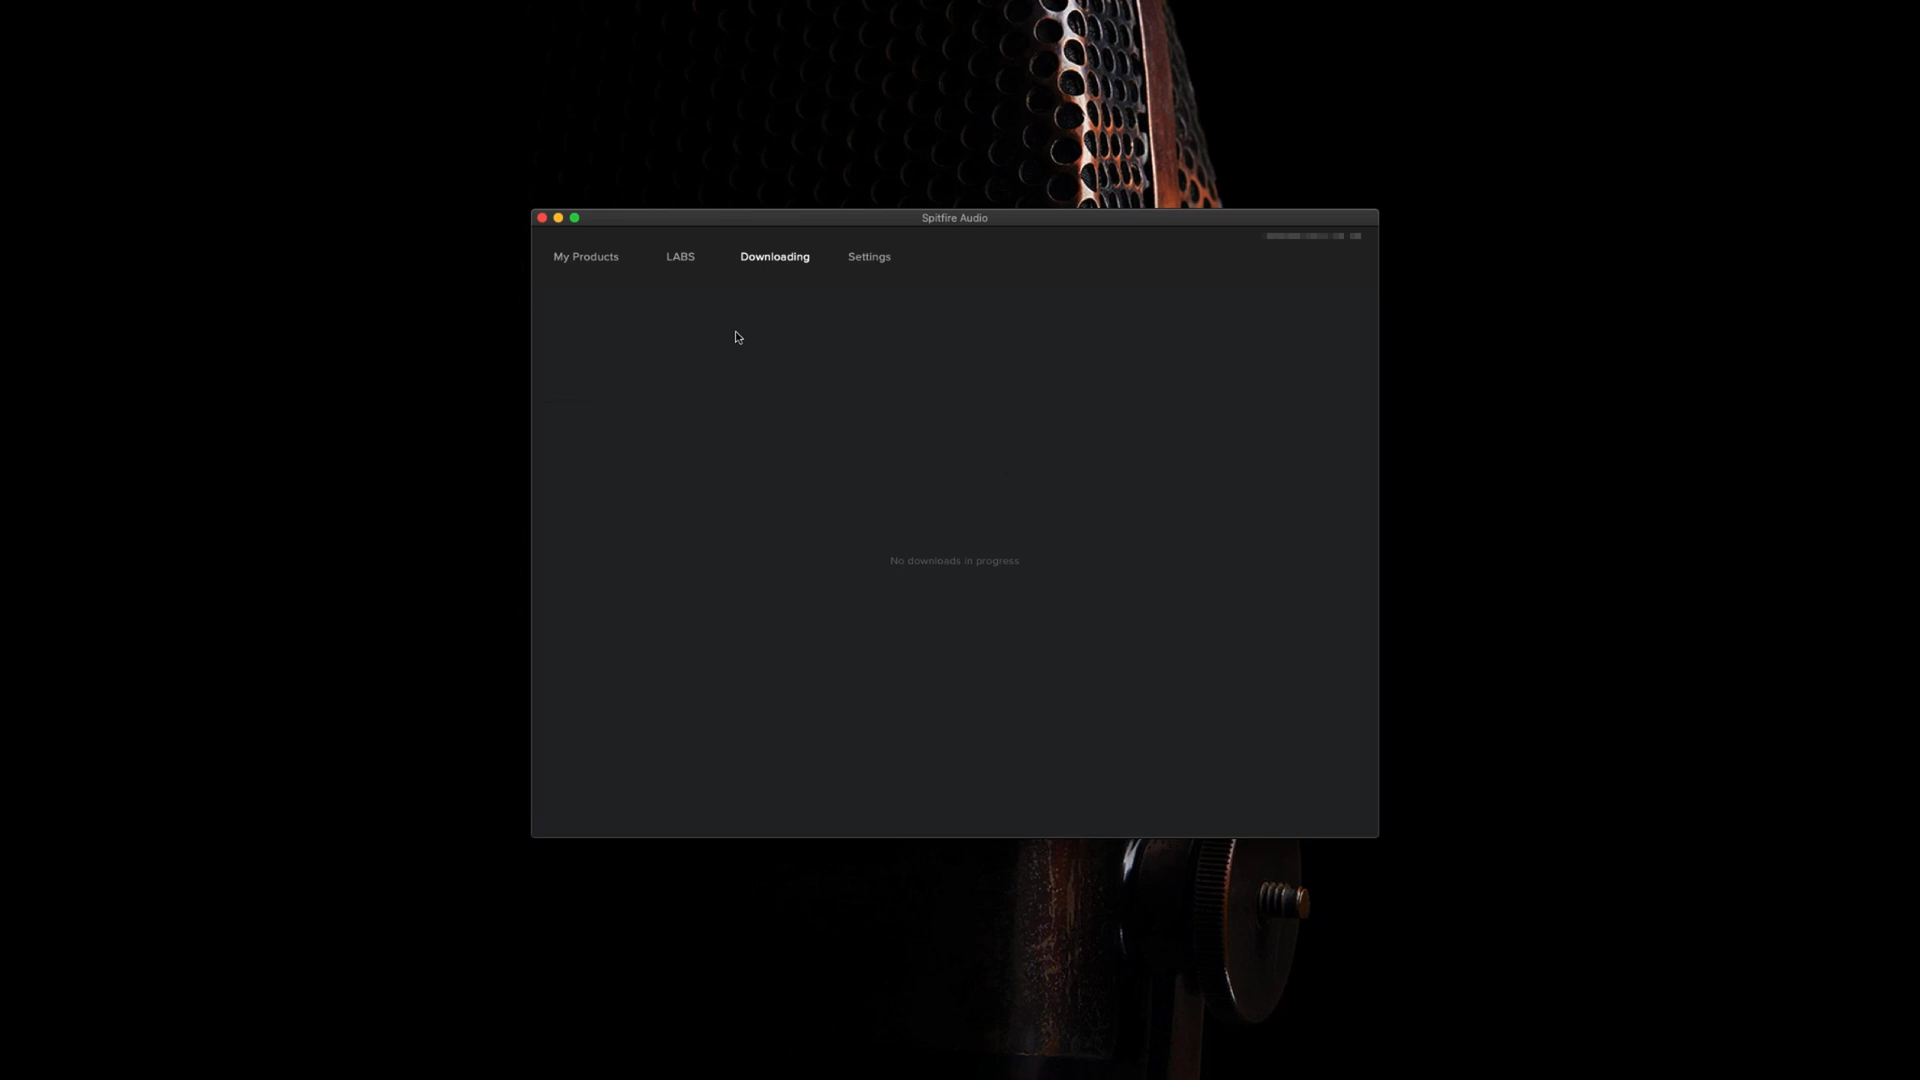 Spitfire Audio
My Products LABS Downloading Settings
No downloads in progress